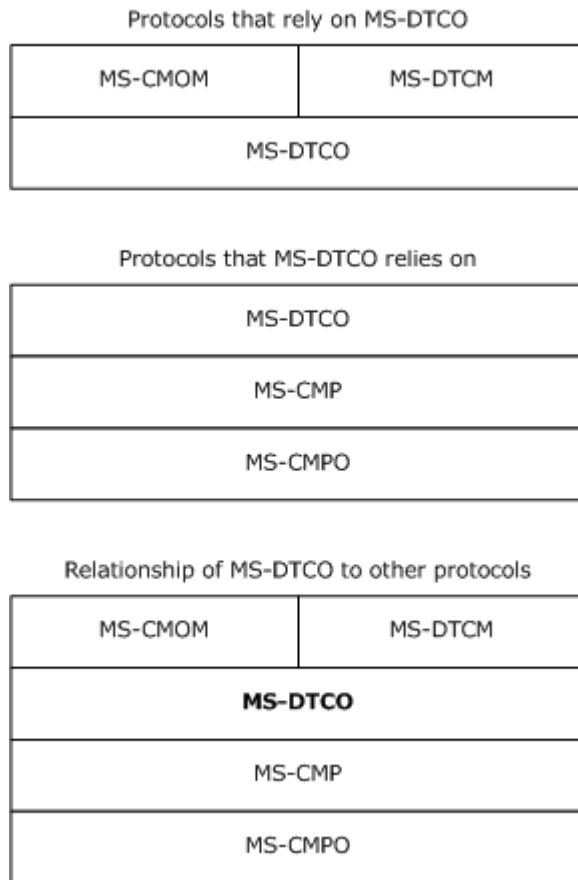 Protocols that rely on MS-DTCO
MS-CMOM MS-DTCM
MS-DTCO
Protocols that MS-DTCO relies on
MS-DTCO
MS-CMP
MS-CMPO
Relationship of MS-DTCO to other protocols
MS-CMOM MS-DTCM
MS-DTCO
MS-CMP
MS-CMPO